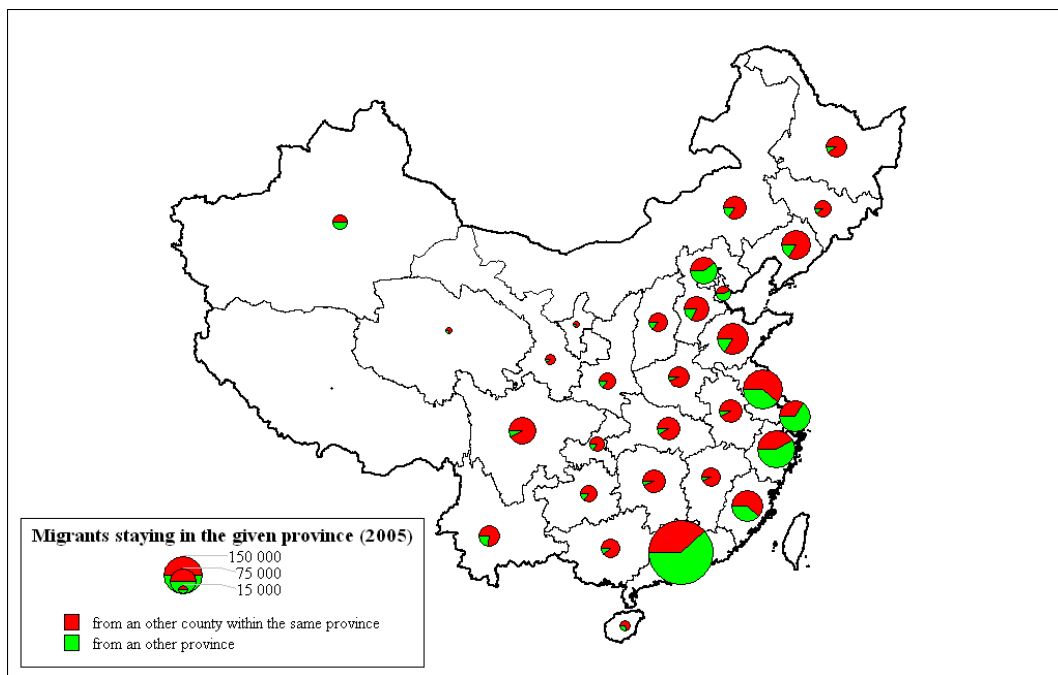 Migrants staying in the given province (2005)
150 000
75 000
15 000
from an other county within the same province
from an other province